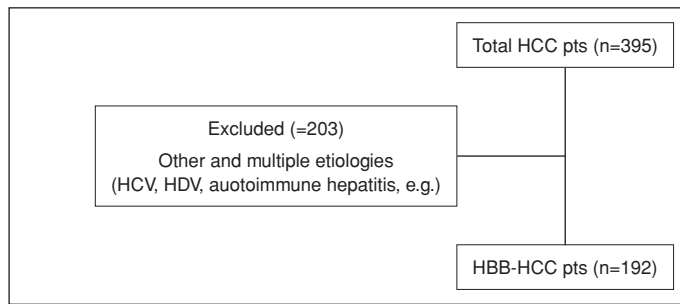 Total HCC pts (n=395)
Excluded (=203)
Other and multiple etiologies
(HCV, HDV, auotoimmune hepatitis, e.g.)
HBB-HCC pts (n=192)